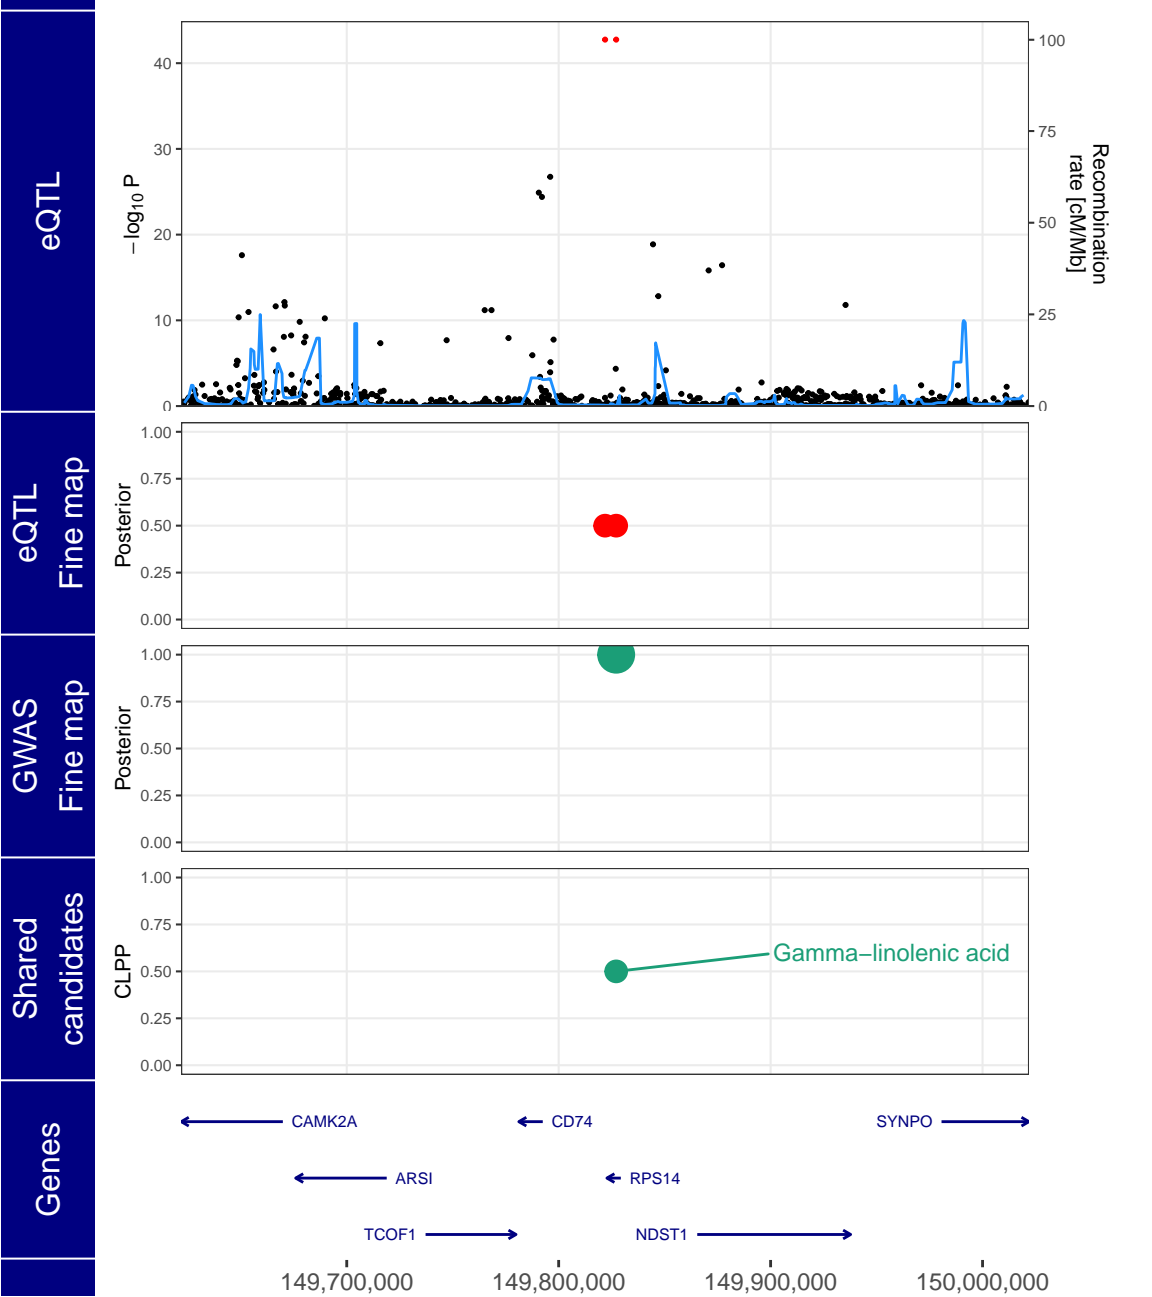 eQTL
40
30
20
10
0
−log10 P
100
75
50
25
0
Recombination
rate [cM/Mb]
eQTL
Fine map
Posterior
1.00
0.75
0.50
0.25
0.00
GWAS
Fine map
Posterior
1.00
0.75
0.50
0.25
0.00
Shared
candidates
CLPP
1.00
0.75
0.50
0.25
0.00
Gamma−linolenic acid
Genes
CAMK2A
CD74
SYNPO
ARSI
RPS14
TCOF1
NDST1
149,700,000
149,800,000
149,900,000
150,000,000